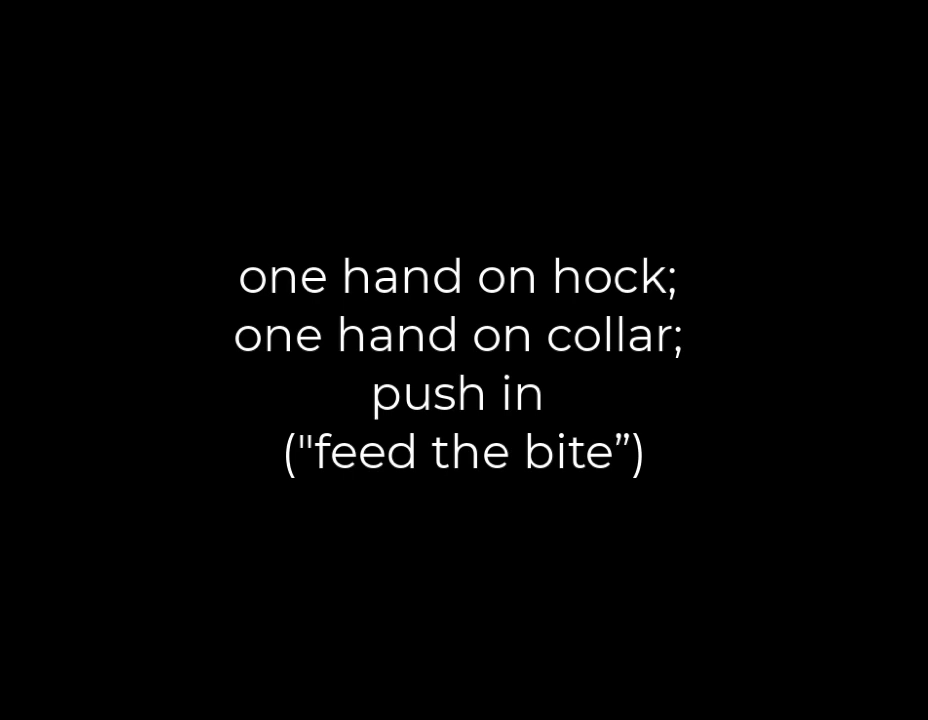 one hand on hock;
one hand on collar;
push in
("feed the bite”)